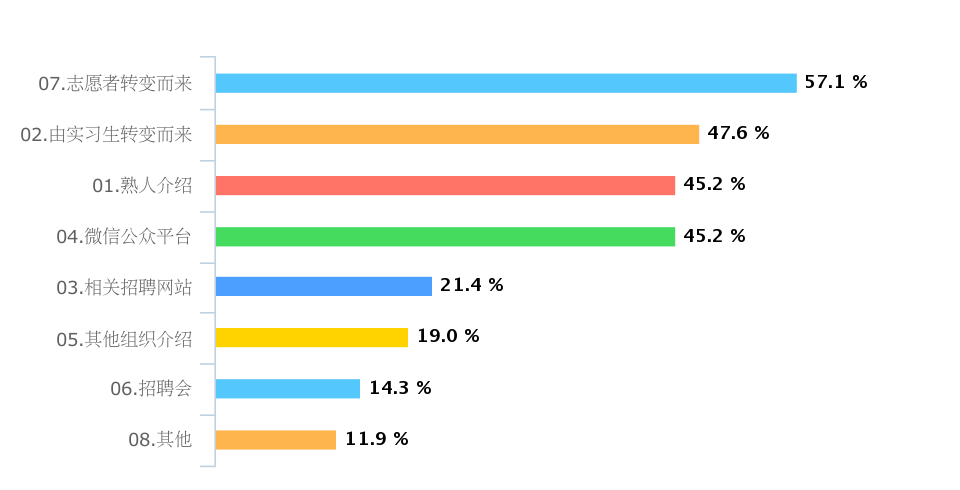 07.志愿者转变而来 57.1 %
02.由实习生转变而来 47.6 %
01.熟人介绍 45.2 %
04.微信公众平台 45.2 %
03.相关招聘网站 21.4 %
05.其他组织介绍 19.0 %
06.招聘会 14.3 %
08.其他 11.9 %